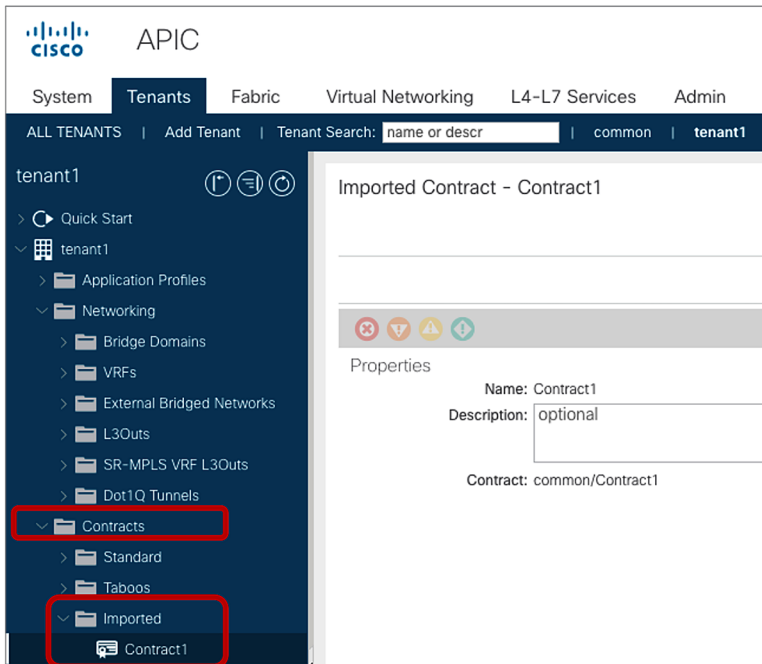 CISCO APIC
System Tenants Fabric Virtual Networking L4-L7 Services Admin
ALL TENANTS | Add Tenant | Tenant Search: name or descr | common | tenant1
tenant1
Quick Start
tenant1
Application Profiles
Networking
Bridge Domains
VRFs
External Bridged Networks
L3Outs
SR-MPLS VRF L3Outs
Dot1Q Tunnels
Contracts
Standard
Taboos
Imported
Contract1
Imported Contract - Contract1
Properties
Name: Contract1
Description: optional
Contract: common/Contract1